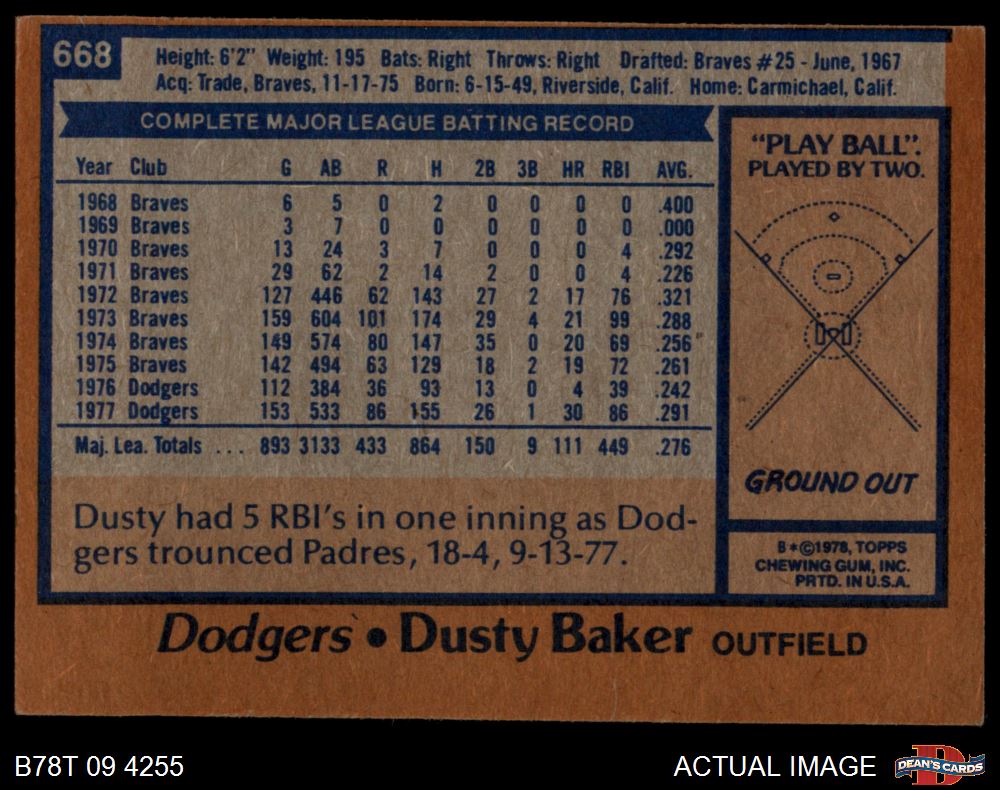 668
Height: 6'2" Weight: 195 Bats: Right Throws: Right Drafted: Braves #25 - June, 1967
Acq: Trade, Braves, 11-17-75 Born: 6-15-49, Riverside, Calif. Home: Carmichael, Calif.
COMPLETE MAJOR LEAGUE BATTING RECORD
Year Club G AB R H 2B 3B HR RBI AVG.
1968 Braves 6 5 0 2 0 0 0 0 .400
1969 Braves 3 7 0 0 0 0 0 0 .000
1970 Braves 13 24 3 7 0 0 0 4 .292
1971 Braves 29 62 2 14 2 0 0 4 .226
1972 Braves 127 446 62 143 27 2 17 76 .321
1973 Braves 159 604 101 174 29 4 21 99 .288
1974 Braves 149 574 80 147 35 0 20 69 .256
1975 Braves 142 494 63 129 18 2 19 72 .261
1976 Dodgers 112 384 36 93 13 0 4 39 .242
1977 Dodgers 153 533 86 155 26 1 30 86 .291
Maj. Lea. Totals ... 893 3133 433 864 150 9 111 449 .276
Dusty had 5 RBI's in one inning as Dod-
gers trounced Padres, 18-4, 9-13-77.
"PLAY BALL".
PLAYED BY TWO.
GROUND OUT
B*©1978, TOPPS
CHEWING GUM, INC.
PRTD. IN U.S.A.
Dodgers • Dusty Baker OUTFIELD
B78T 09 4255
ACTUAL IMAGE
DEAN'S CARDS